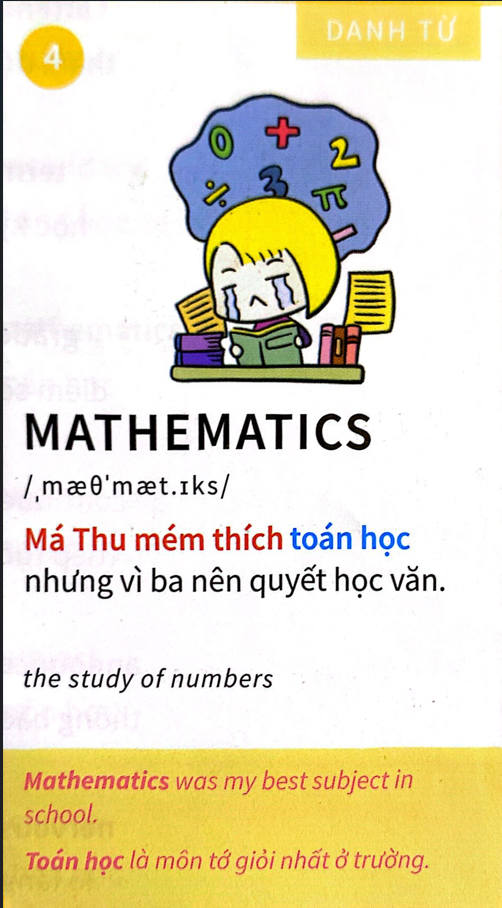 DANH TỪ
4
0 + 2
÷ 3 π
MATHEMATICS
/ˌmæθˈmæt.ɪks/
Má Thu mém thích toán học
nhưng vì ba nên quyết học văn.
the study of numbers
Mathematics was my best subject in
school.
Toán học là môn tớ giỏi nhất ở trường.